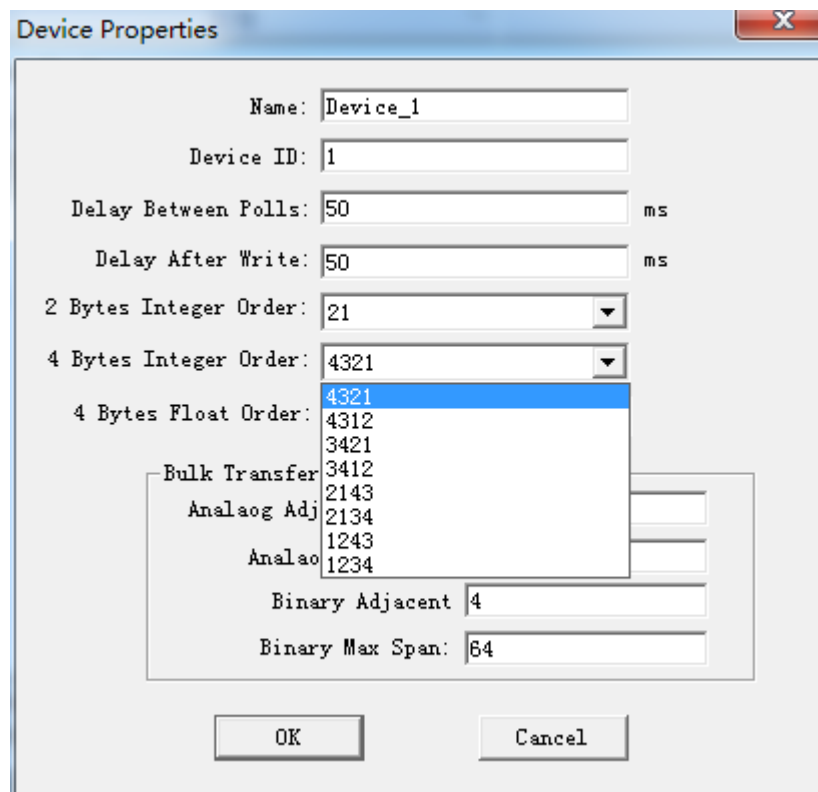 Device Properties
Name: Device_1
Device ID: 1
Delay Between Polls: 50 ms
Delay After Write: 50 ms
2 Bytes Integer Order: 21
4 Bytes Integer Order: 4321
4321
4312
4 Bytes Float Order:
3421
3412
Bulk Transfer
2143
Analaog Adj
2134
1243
Analao
1234
Binary Adjacent 4
Binary Max Span: 64
OK Cancel